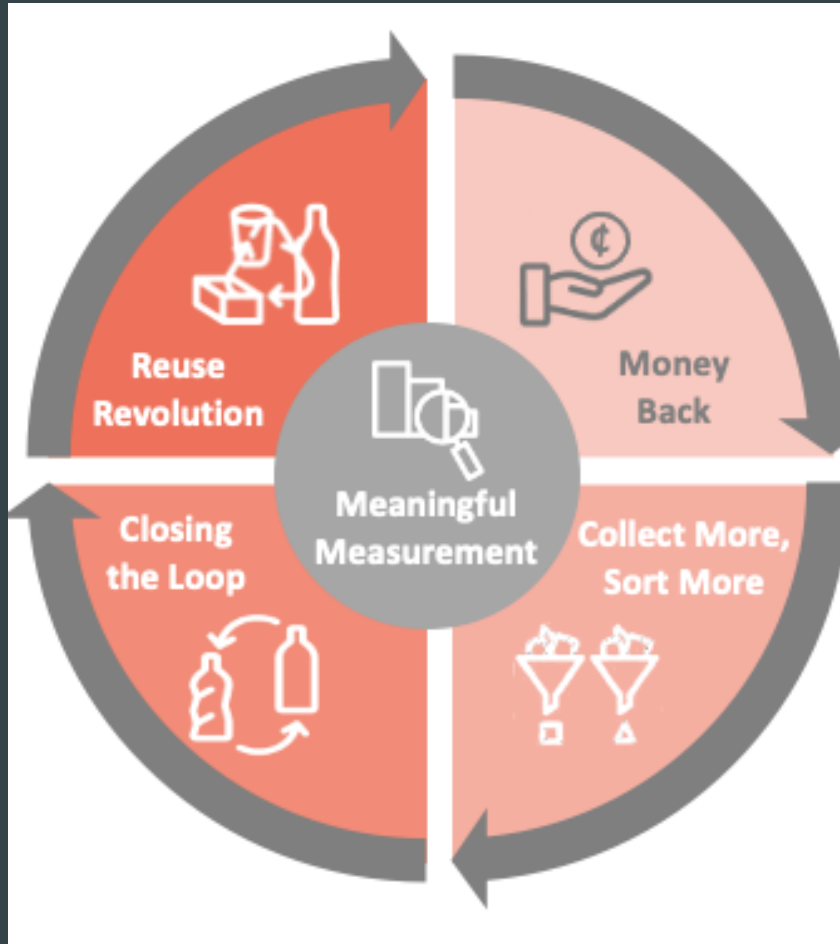 Reuse
Revolution
¢
Money
Back
Meaningful
Measurement
Closing
the Loop
Collect More,
Sort More